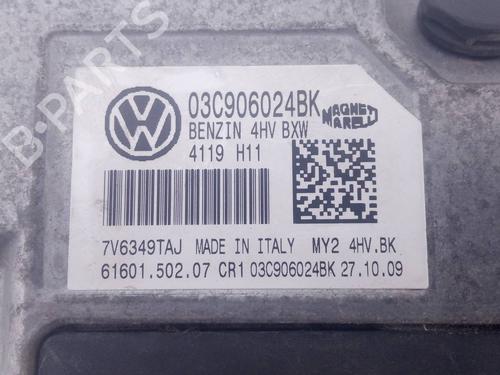 B-PARTS
03C906024BK
MAGNETI MARELLI
BENZIN 4HV BXW
4119 H11
7V6349TAJ MADE IN ITALY MY2 4HV.BK
61601.502.07 CR1 03C906024BK 27.10.09